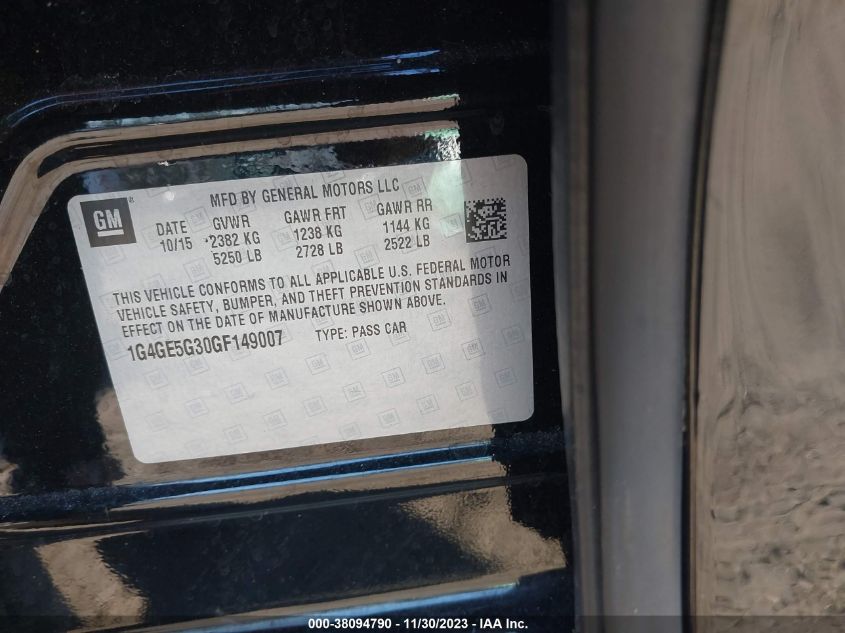 GM
MFD BY GENERAL MOTORS LLC
DATE GVWR GAWR FRT GAWR RR
10/15 2382 KG 1238 KG 1144 KG
5250 LB 2728 LB 2522 LB
THIS VEHICLE CONFORMS TO ALL APPLICABLE U.S. FEDERAL MOTOR
VEHICLE SAFETY, BUMPER, AND THEFT PREVENTION STANDARDS IN
EFFECT ON THE DATE OF MANUFACTURE SHOWN ABOVE.
1G4GE5G30GF149007 TYPE: PASS CAR
000-38094790 - 11/30/2023 - IAA Inc.